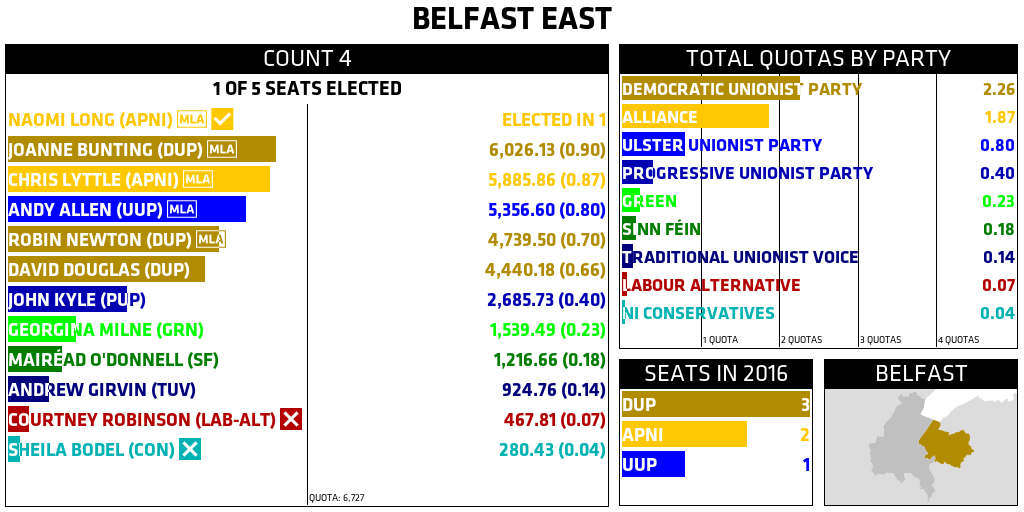 BELFAST EAST
COUNT 4
1 OF 5 SEATS ELECTED
NAOMI LONG (APNI) MLA ELECTED IN 1
JOANNE BUNTING (DUP) MLA 6,026.13 (0.90)
CHRIS LYTTLE (APNI) MLA 5,885.86 (0.87)
ANDY ALLEN (UUP) MLA 5,356.60 (0.80)
ROBIN NEWTON (DUP) MLA 4,739.50 (0.70)
DAVID DOUGLAS (DUP) 4,440.18 (0.66)
JOHN KYLE (PUP) 2,685.73 (0.40)
GEORGINA MILNE (GRN) 1,539.49 (0.23)
MAIRÉAD O'DONNELL (SF) 1,216.66 (0.18)
ANDREW GIRVIN (TUV) 924.76 (0.14)
COURTNEY ROBINSON (LAB-ALT) 467.81 (0.07)
SHEILA BODEL (CON) 280.43 (0.04)
QUOTA: 6,727
TOTAL QUOTAS BY PARTY
DEMOCRATIC UNIONIST PARTY 2.26
ALLIANCE 1.87
ULSTER UNIONIST PARTY 0.80
PROGRESSIVE UNIONIST PARTY 0.40
GREEN 0.23
SINN FÉIN 0.18
TRADITIONAL UNIONIST VOICE 0.14
LABOUR ALTERNATIVE 0.07
NI CONSERVATIVES 0.04
1 QUOTA 2 QUOTAS 3 QUOTAS 4 QUOTAS
SEATS IN 2016
DUP 3
APNI 2
UUP 1
BELFAST